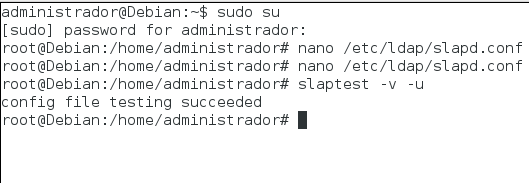 administrador@Debian:~$ sudo su
[sudo] password for administrador:
root@Debian:/home/administrador# nano /etc/ldap/slapd.conf
root@Debian:/home/administrador# nano /etc/ldap/slapd.conf
root@Debian:/home/administrador# slaptest -v -u
config file testing succeeded
root@Debian:/home/administrador#